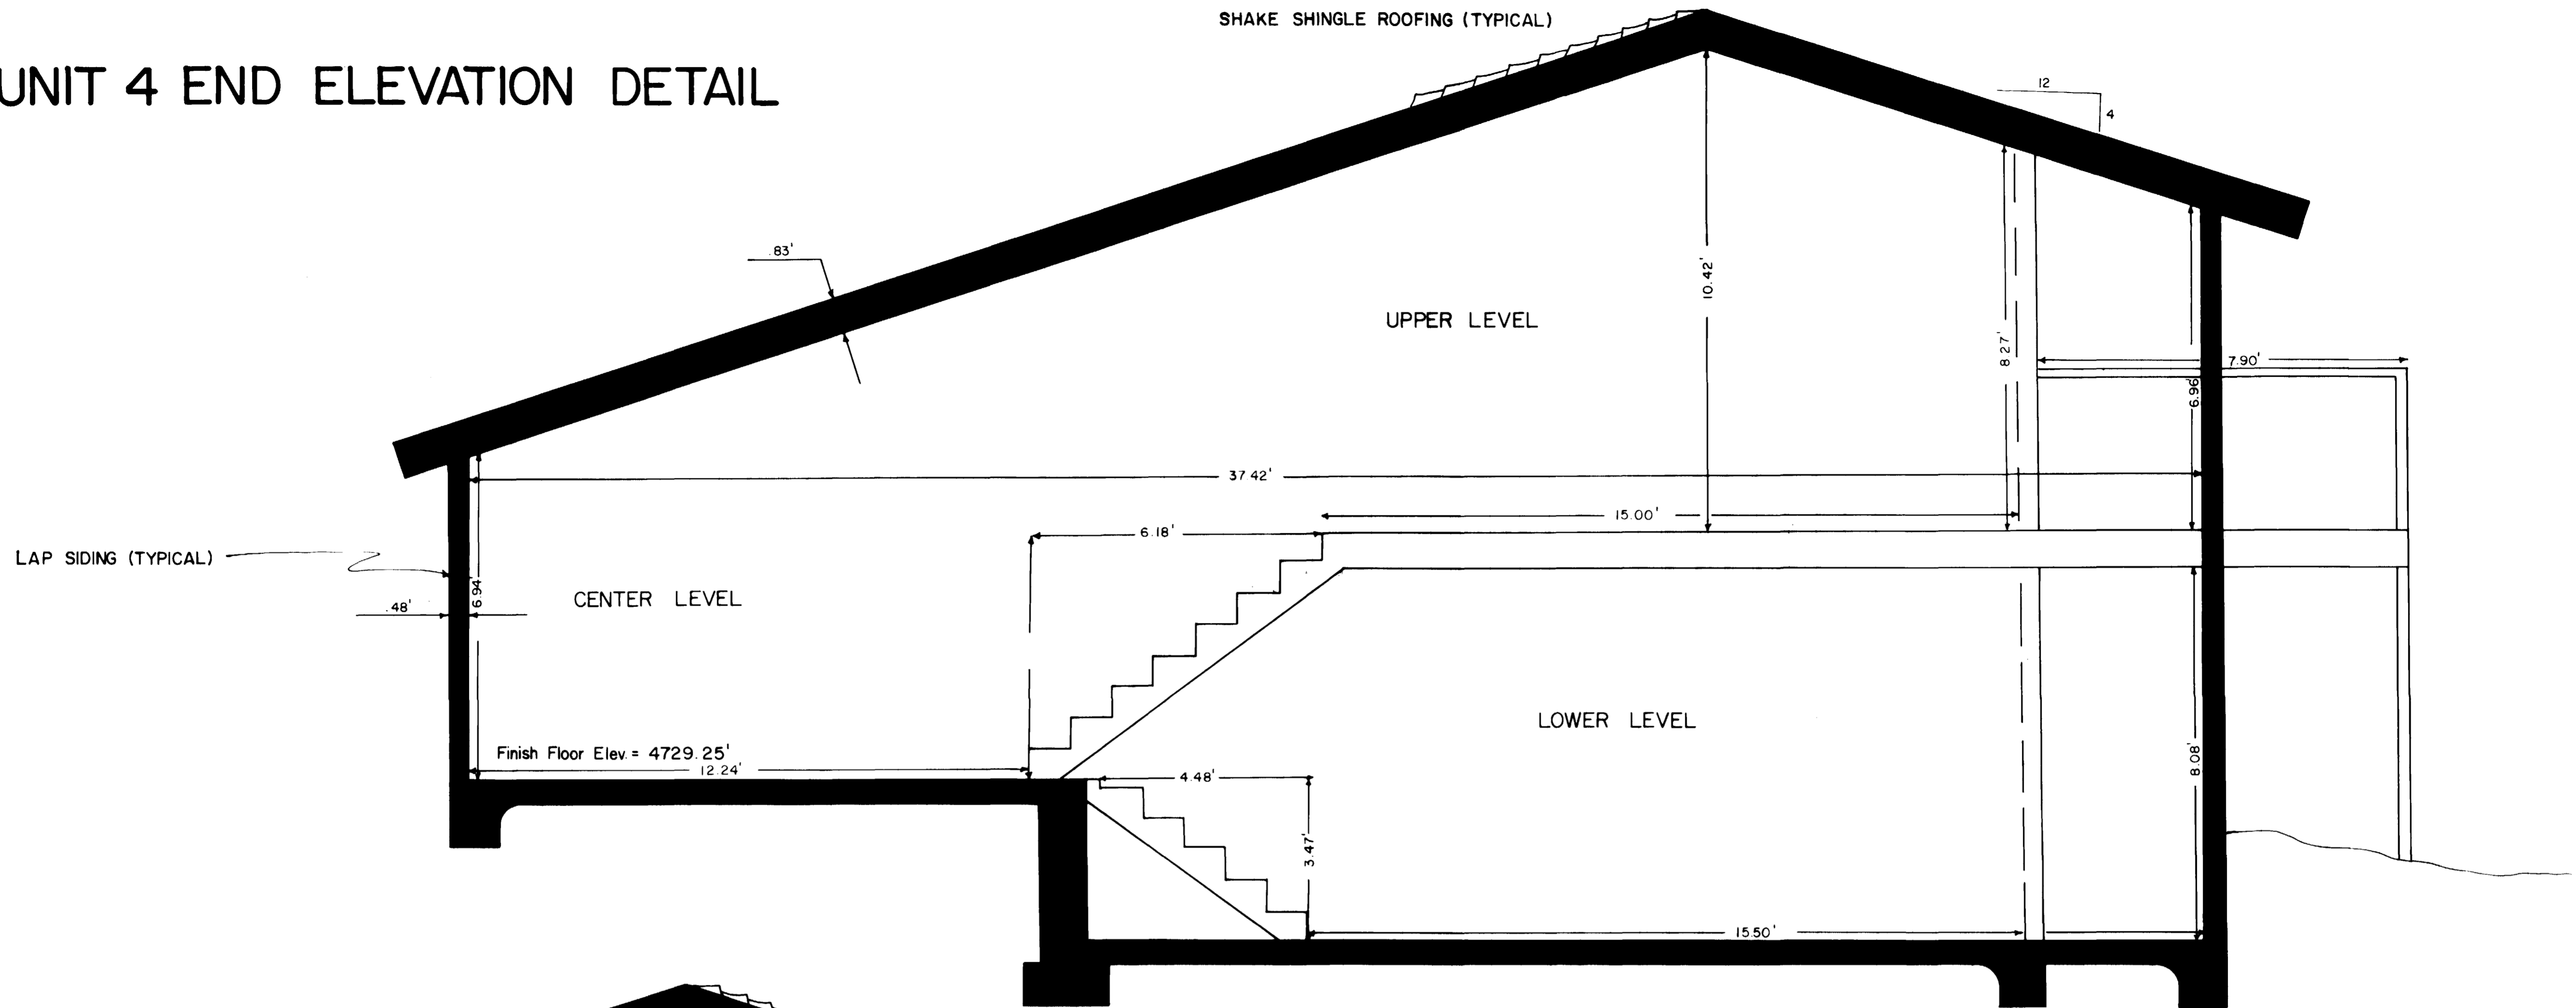 SHAKE SHINGLE ROOFING (TYPICAL)
UNIT 4 END ELEVATION DETAIL
12
4
.83'
10.42'
UPPER LEVEL
8.27'
7.90'
6.96'
37.42'
15.00'
6.18'
LAP SIDING (TYPICAL)
6.94'
.48'
CENTER LEVEL
LOWER LEVEL
Finish Floor Elev. = 4729.25'
12.24'
4.48'
8.08'
3.47'
15.50'